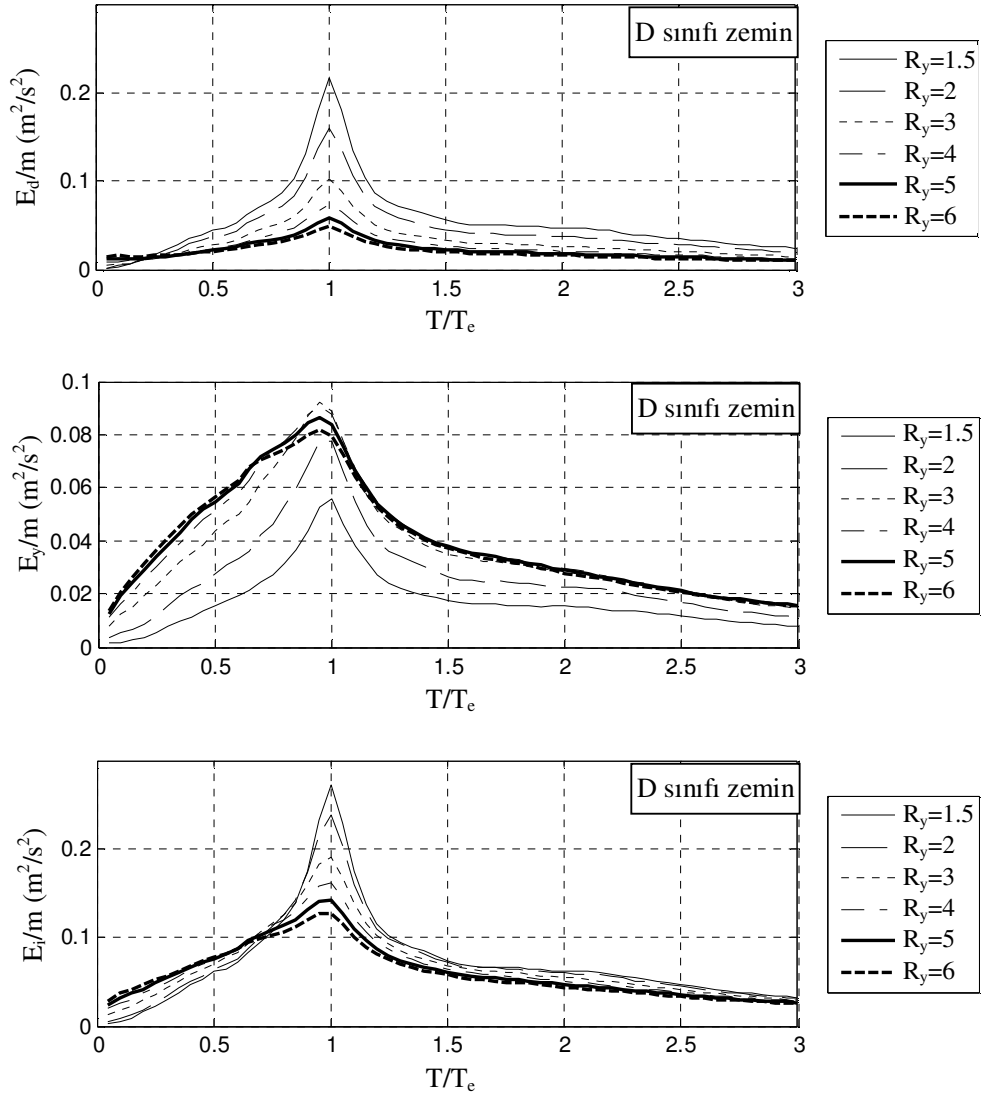 D sınıfı zemin
E_d/m (m²/s²)
0.2
0.1
0
0 0.5 1 1.5 2 2.5 3
T/T_e
R_y=1.5
R_y=2
R_y=3
R_y=4
R_y=5
R_y=6
D sınıfı zemin
E_y/m (m²/s²)
0.1
0.08
0.06
0.04
0.02
0
0 0.5 1 1.5 2 2.5 3
T/T_e
R_y=1.5
R_y=2
R_y=3
R_y=4
R_y=5
R_y=6
D sınıfı zemin
E_i/m (m²/s²)
0.2
0.1
0
0 0.5 1 1.5 2 2.5 3
T/T_e
R_y=1.5
R_y=2
R_y=3
R_y=4
R_y=5
R_y=6